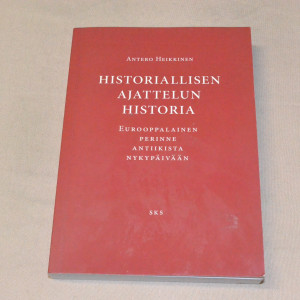 Antero Heikkinen
HISTORIALLISEN
AJATTELUN
HISTORIA
Eurooppalainen
perinne
antiikista
nykypäivään
SKS